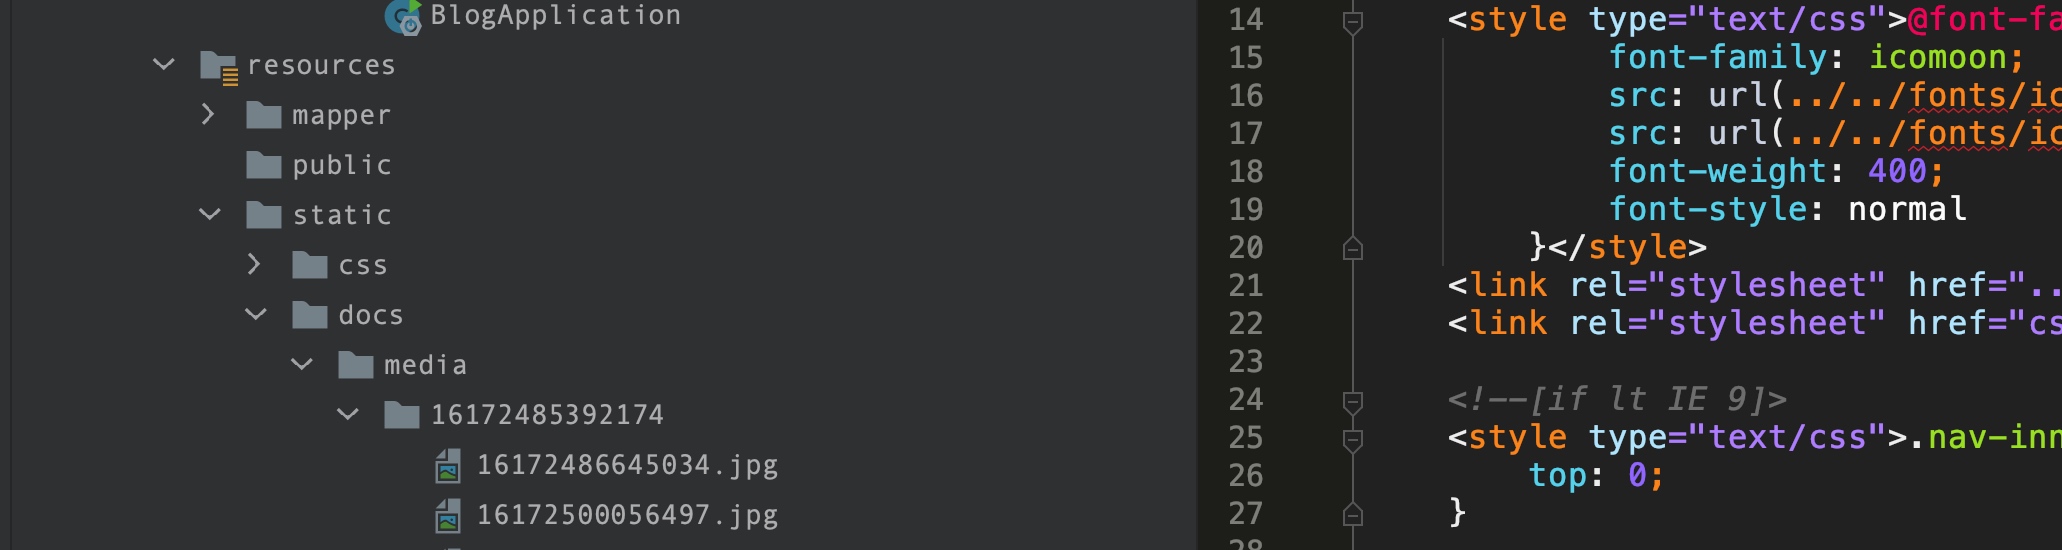 BlogApplication
resources
mapper
public
static
css
docs
media
16172485392174
16172486645034.jpg
16172500056497.jpg
14 <style type="text/css">@font-fa
15 font-family: icomoon;
16 src: url(../../fonts/ic
17 src: url(../../fonts/ic
18 font-weight: 400;
19 font-style: normal
20 }</style>
21 <link rel="stylesheet" href="..
22 <link rel="stylesheet" href="cs
23
24 <!--[if lt IE 9]>
25 <style type="text/css">.nav-inn
26 top: 0;
27 }
28